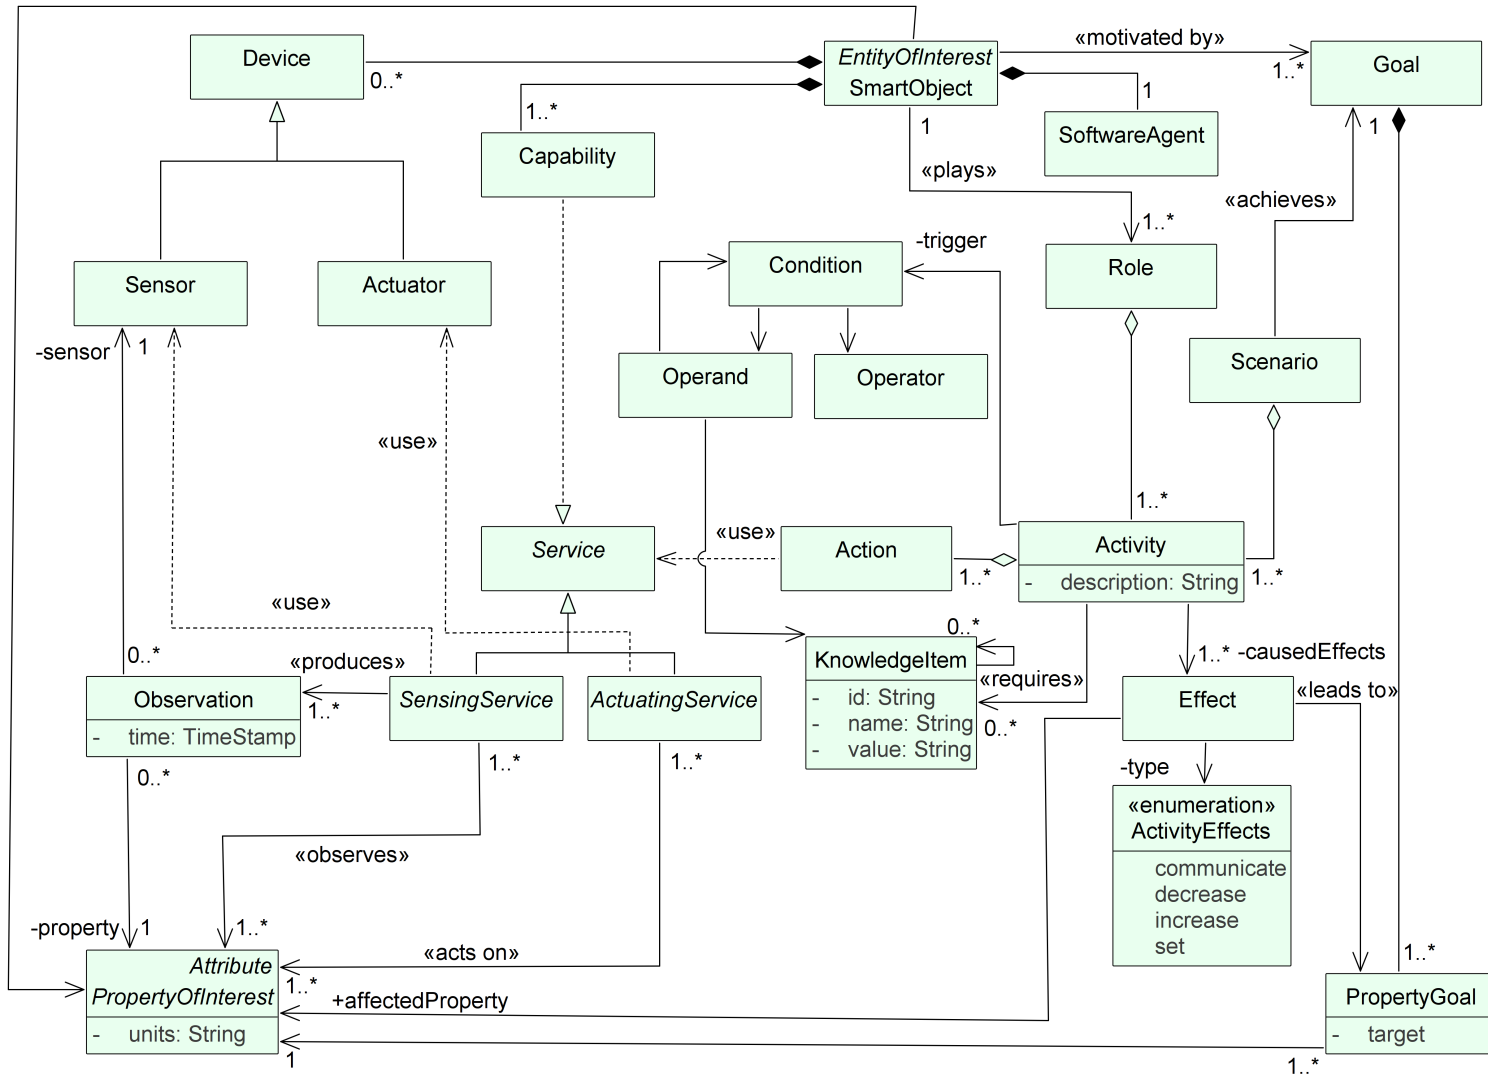 «motivated by»
Device
EntityOfInterest
SmartObject
Goal
0..*
1..*
1..*
1
1
1
Capability
SoftwareAgent
«plays»
«achieves»
1..*
-trigger
Condition
Role
Sensor
Actuator
-sensor
1
Operand
Operator
Scenario
«use»
1..*
«use»
Service
Action
Activity
1..*
1..*
- description: String
«use»
0..*
0..*
«produces»
KnowledgeItem
«requires»
1..*
-causedEffects
Observation
1..*
SensingService
ActuatingService
- id: String
Effect
«leads to»
- time: TimeStamp
- name: String
0..*
- value: String
0..*
1..*
1..*
-type
«enumeration»
ActivityEffects
«observes»
communicate
decrease
increase
set
-property
1
1..*
«acts on»
1..*
Attribute
1..*
PropertyOfInterest
+affectedProperty
PropertyGoal
- units: String
- target
1
1..*